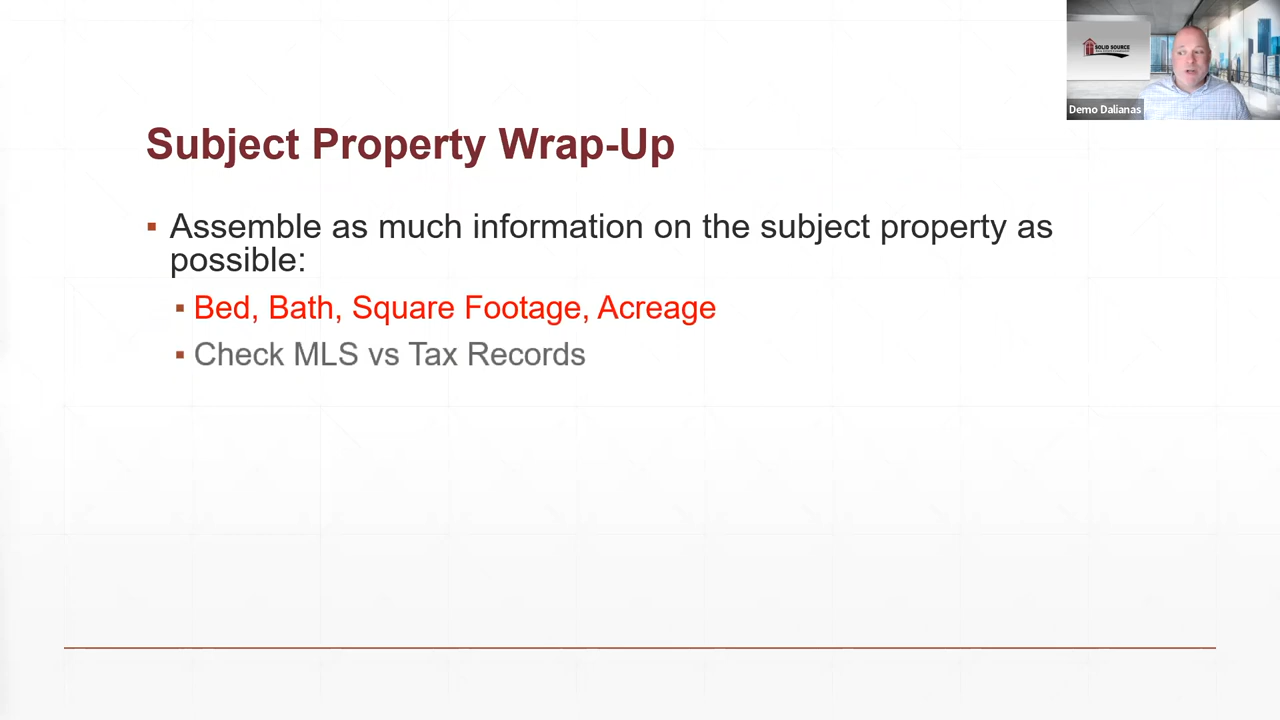 SOLID SOURCE
Demo Dalianas
Subject Property Wrap-Up
Assemble as much information on the subject property as
possible:
Bed, Bath, Square Footage, Acreage
Check MLS vs Tax Records